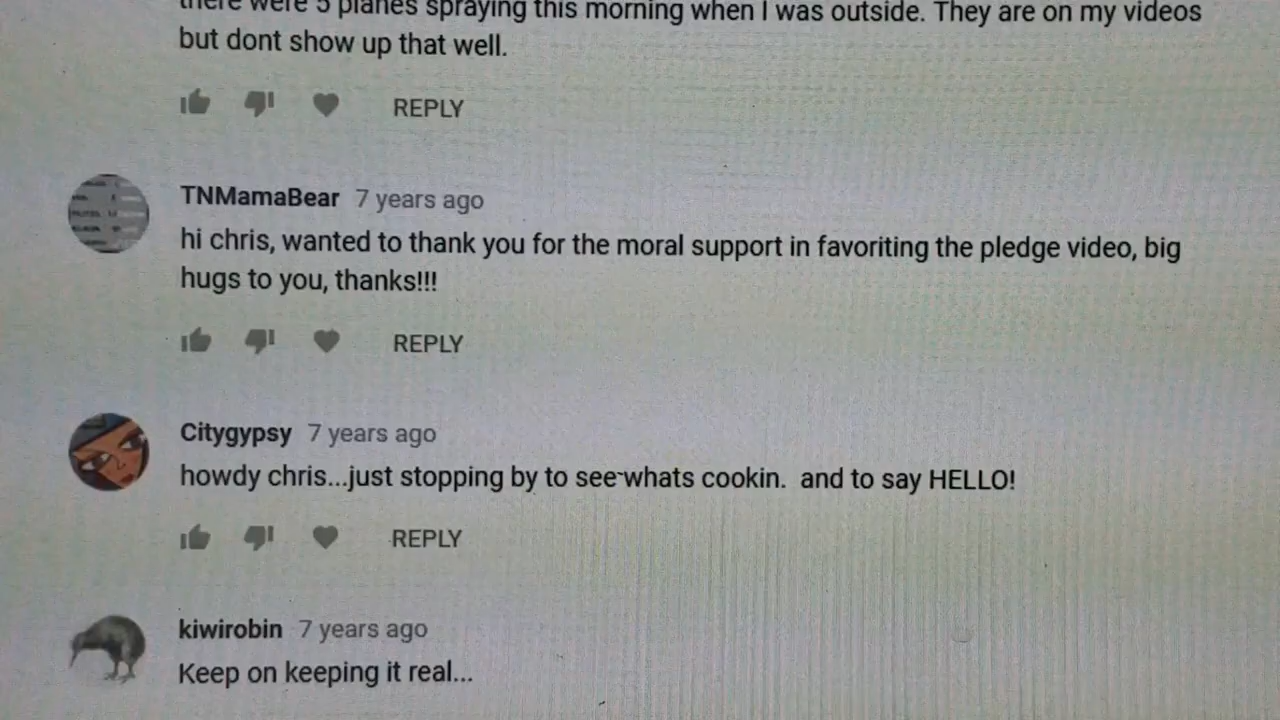 there were 5 planes spraying this morning when I was outside. They are on my videos
but dont show up that well.
REPLY
TNMamaBear 7 years ago
hi chris, wanted to thank you for the moral support in favoriting the pledge video, big
hugs to you, thanks!!!
REPLY
Citygypsy 7 years ago
howdy chris...just stopping by to see whats cookin.  and to say HELLO!
REPLY
kiwirobin 7 years ago
Keep on keeping it real...